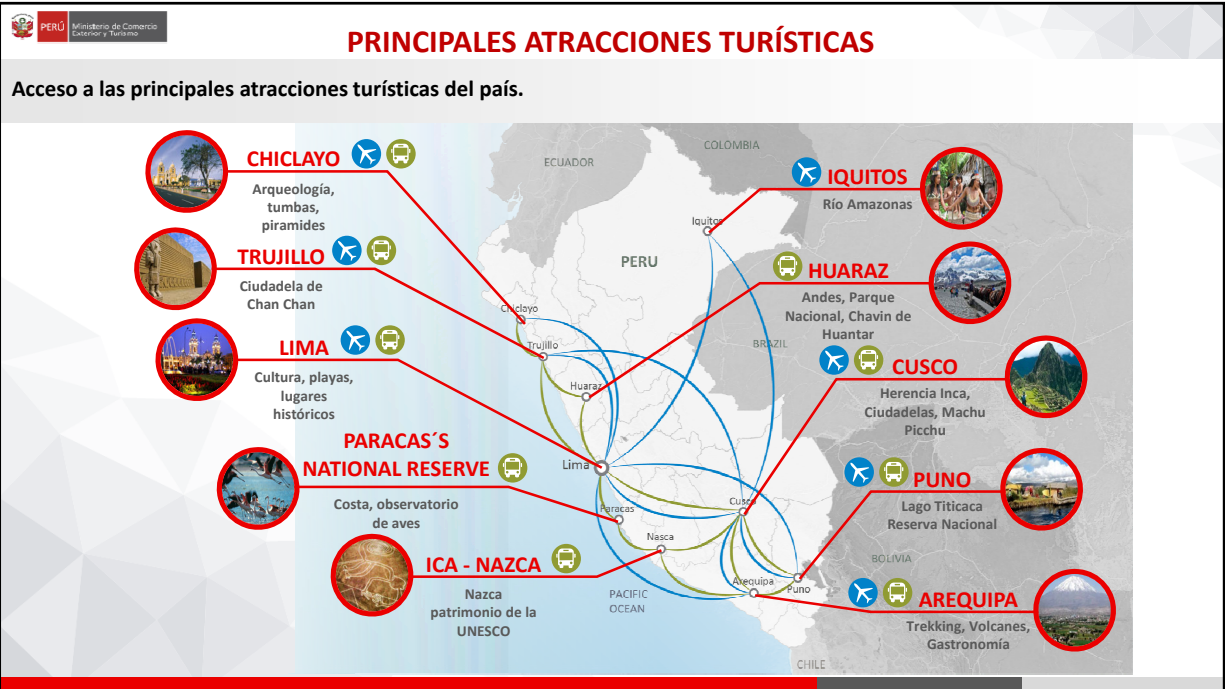 PERÚ
Ministerio de Comercio
Exterior y Turismo
PRINCIPALES ATRACCIONES TURÍSTICAS
Acceso a las principales atracciones turísticas del país.
CHICLAYO
Arqueología,
tumbas,
piramides
TRUJILLO
Ciudadela de
Chan Chan
LIMA
Cultura, playas,
lugares
históricos
PARACAS´S
NATIONAL RESERVE
Costa, observatorio
de aves
ICA - NAZCA
Nazca
patrimonio de la
UNESCO
IQUITOS
Río Amazonas
HUARAZ
Andes, Parque
Nacional, Chavin de
Huantar
CUSCO
Herencia Inca,
Ciudadelas, Machu
Picchu
PUNO
Lago Titicaca
Reserva Nacional
AREQUIPA
Trekking, Volcanes,
Gastronomía
ECUADOR
COLOMBIA
Iquitos
PERU
Chiclayo
Trujillo
BRAZIL
Huaraz
Lima
Cusco
Paracas
Nasca
BOLIVIA
Arequipa
Puno
PACIFIC
OCEAN
CHILE